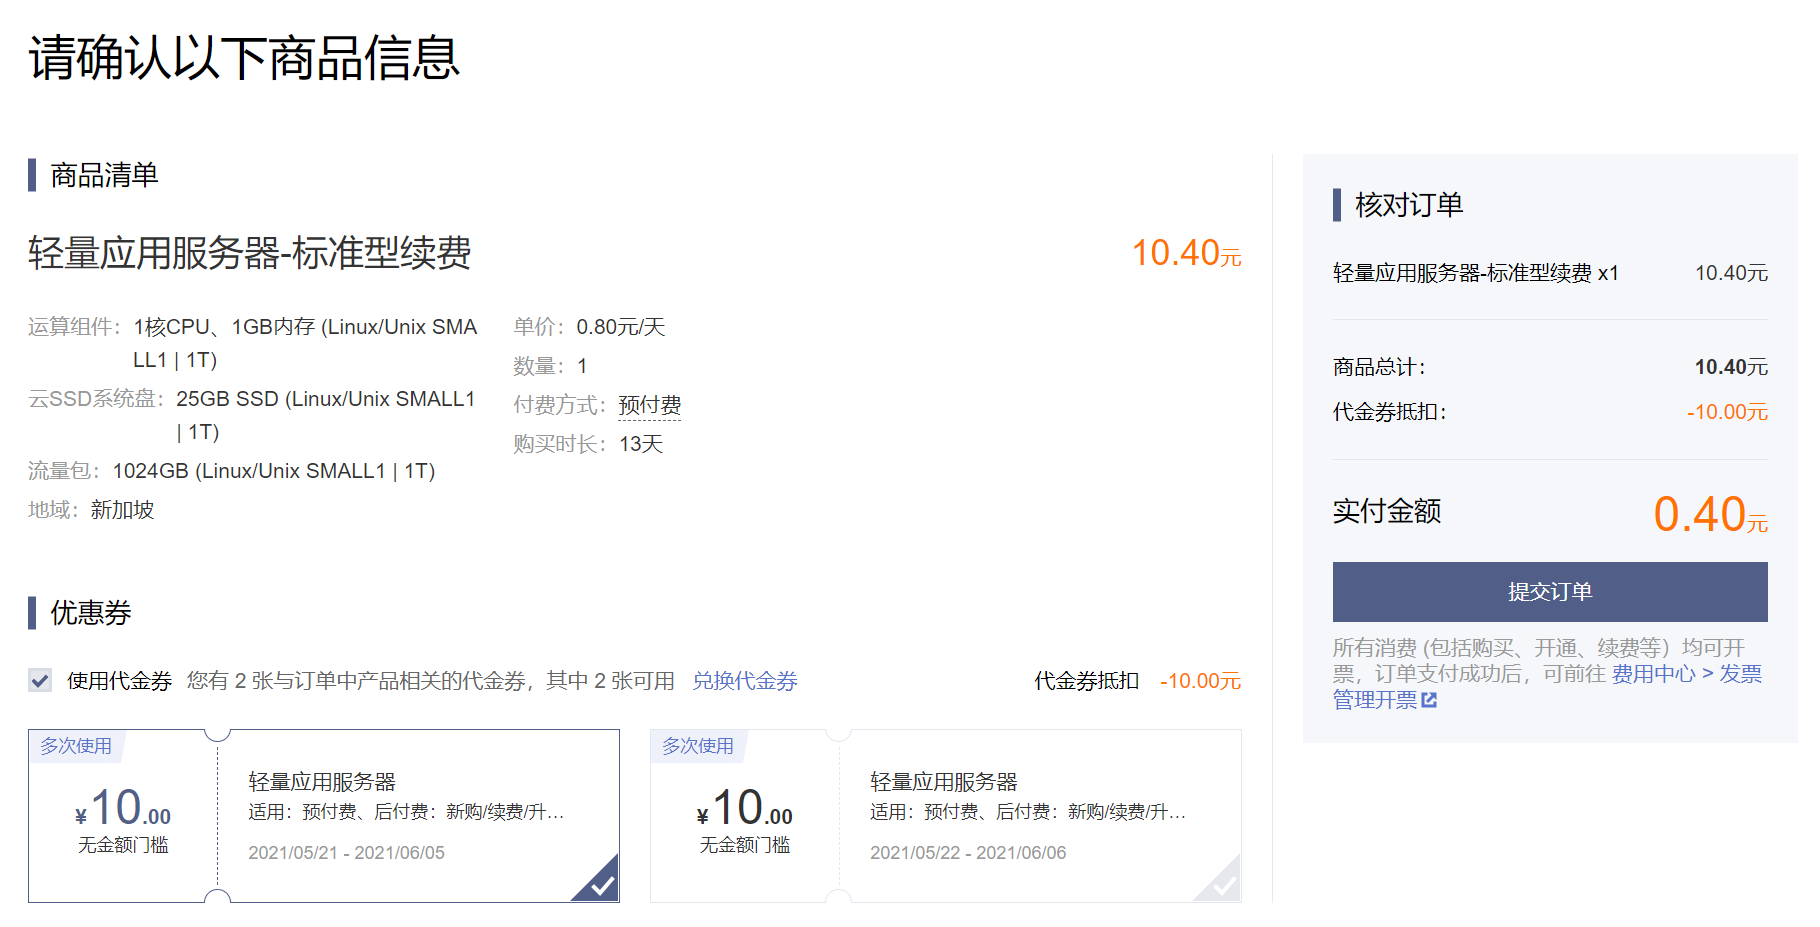 请确认以下商品信息
商品清单
轻量应用服务器-标准型续费
10.40元
运算组件：1核CPU、1GB内存 (Linux/Unix SMA
LL1 | 1T)
云SSD系统盘：25GB SSD (Linux/Unix SMALL1
| 1T)
流量包：1024GB (Linux/Unix SMALL1 | 1T)
地域：新加坡
单价：0.80元/天
数量：1
付费方式：预付费
购买时长：13天
优惠券
使用代金券 您有 2 张与订单中产品相关的代金券，其中 2 张可用 兑换代金券
代金券抵扣 -10.00元
多次使用
¥10.00
无金额门槛
轻量应用服务器
适用：预付费、后付费：新购/续费/升...
2021/05/21 - 2021/06/05
多次使用
¥10.00
无金额门槛
轻量应用服务器
适用：预付费、后付费：新购/续费/升...
2021/05/22 - 2021/06/06
核对订单
轻量应用服务器-标准型续费 x1 10.40元
商品总计：10.40元
代金券抵扣：-10.00元
实付金额 0.40元
提交订单
所有消费 (包括购买、开通、续费等）均可开
票，订单支付成功后，可前往 费用中心 > 发票
管理开票